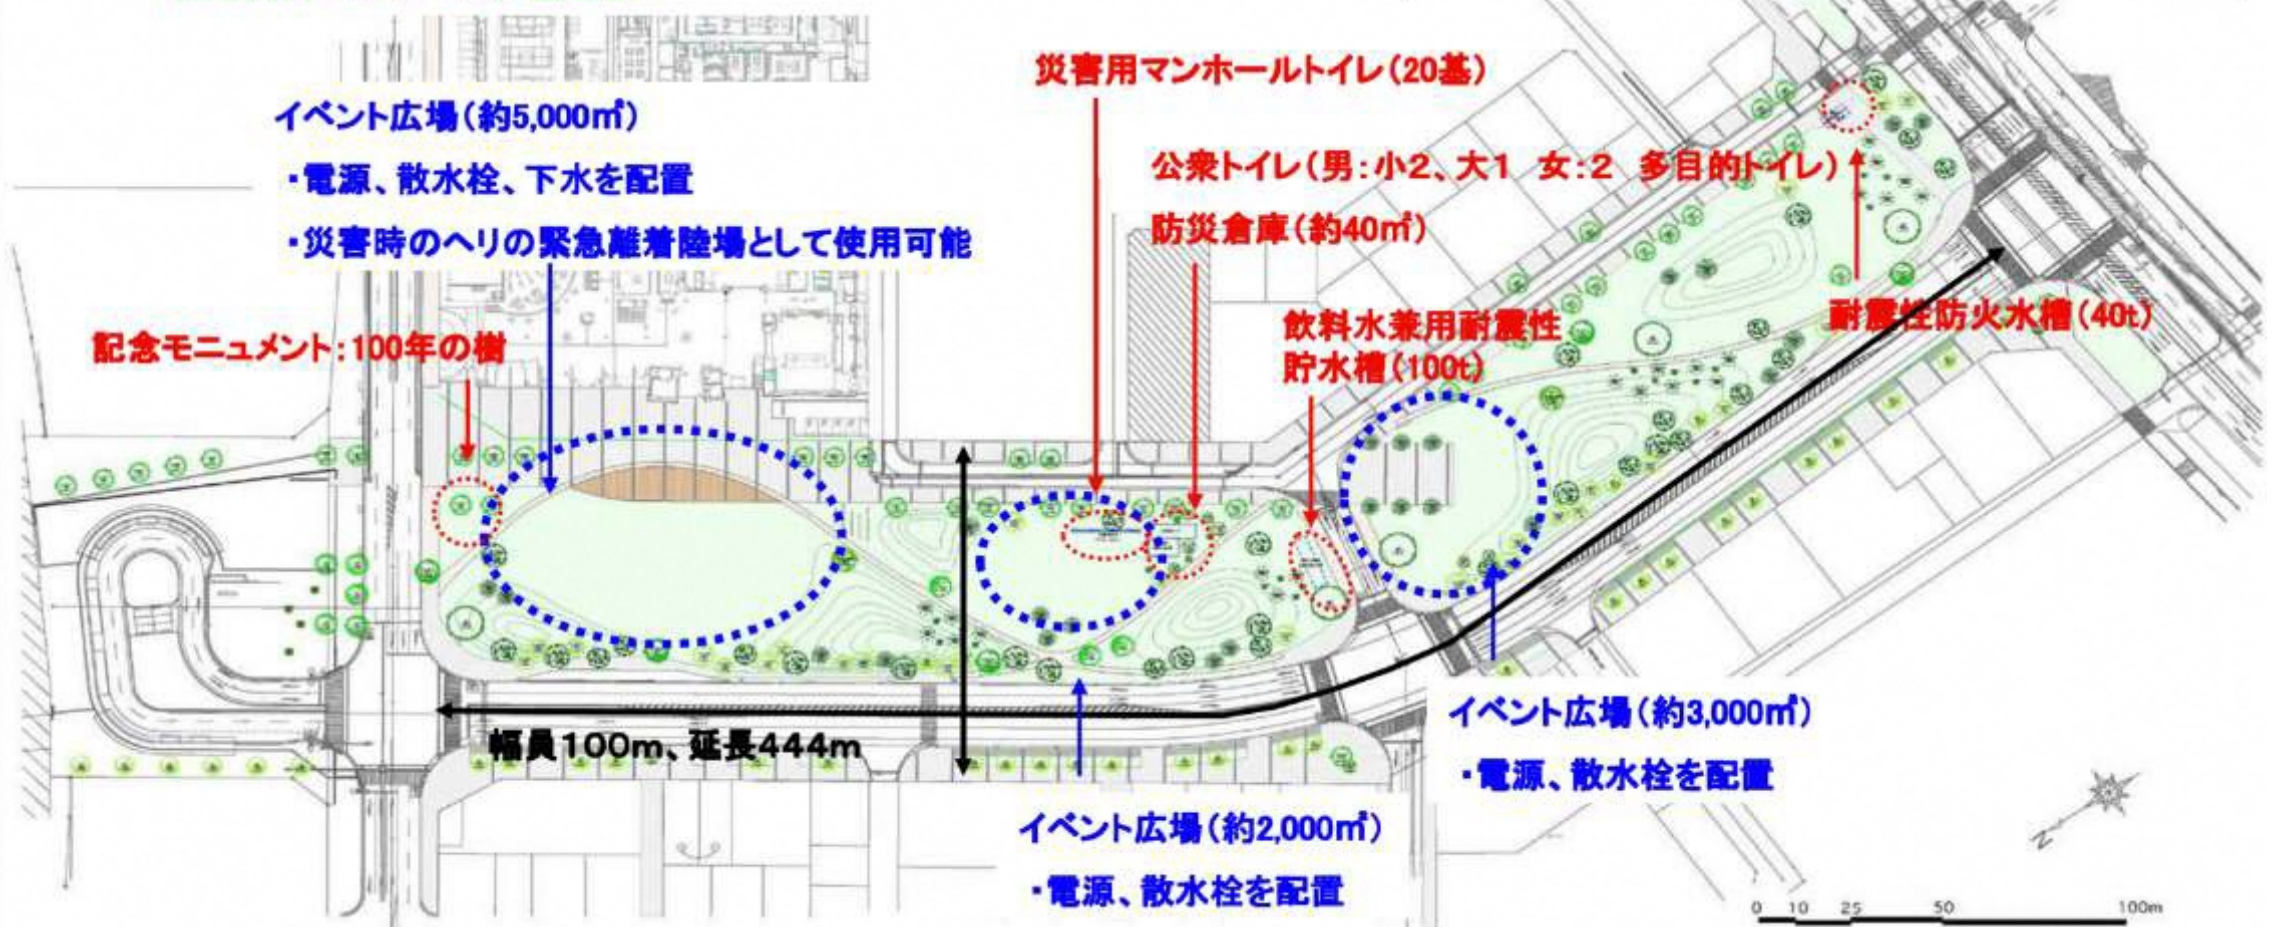 イベント広場(約5,000㎡)
・電源、散水栓、下水を配置
・災害時のヘリの緊急離着陸場として使用可能
災害用マンホールトイレ(20基)
公衆トイレ(男:小2、大1 女:2 多目的トイレ)
防災倉庫(約40㎡)
記念モニュメント:100年の樹
飲料水兼用耐震性
貯水槽(100t)
耐震性防火水槽(40t)
幅員100m、延長444m
イベント広場(約3,000㎡)
・電源、散水栓を配置
イベント広場(約2,000㎡)
・電源、散水栓を配置
N
0 10 25 50 100m